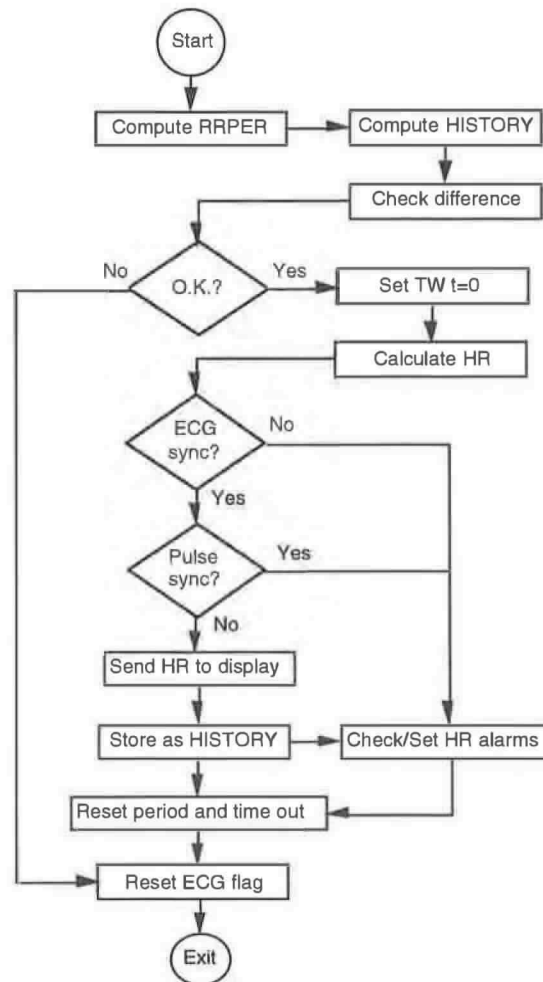 Start
Compute RRPER
Compute HISTORY
Check difference
No
O.K.?
Yes
Set TW t=0
Calculate HR
ECG
sync?
No
Yes
Pulse
sync?
Yes
No
Send HR to display
Store as HISTORY
Check/Set HR alarms
Reset period and time out
Reset ECG flag
Exit